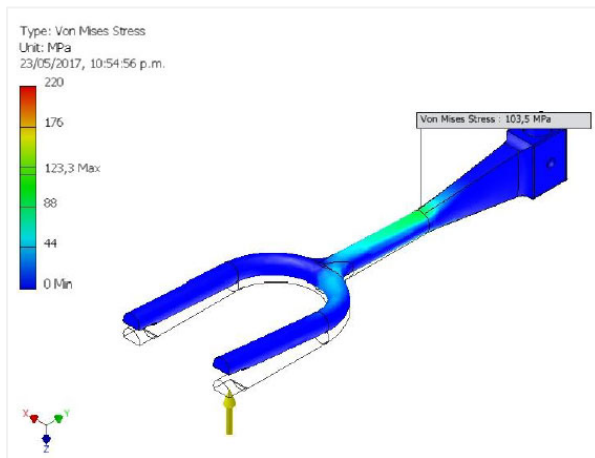 Type: Von Mises Stress
Unit: MPa
23/05/2017, 10:54:56 p.m.
220
176
123,3 Max
88
44
0 Min
Von Mises Stress : 103,5 MPa
X
Y
Z